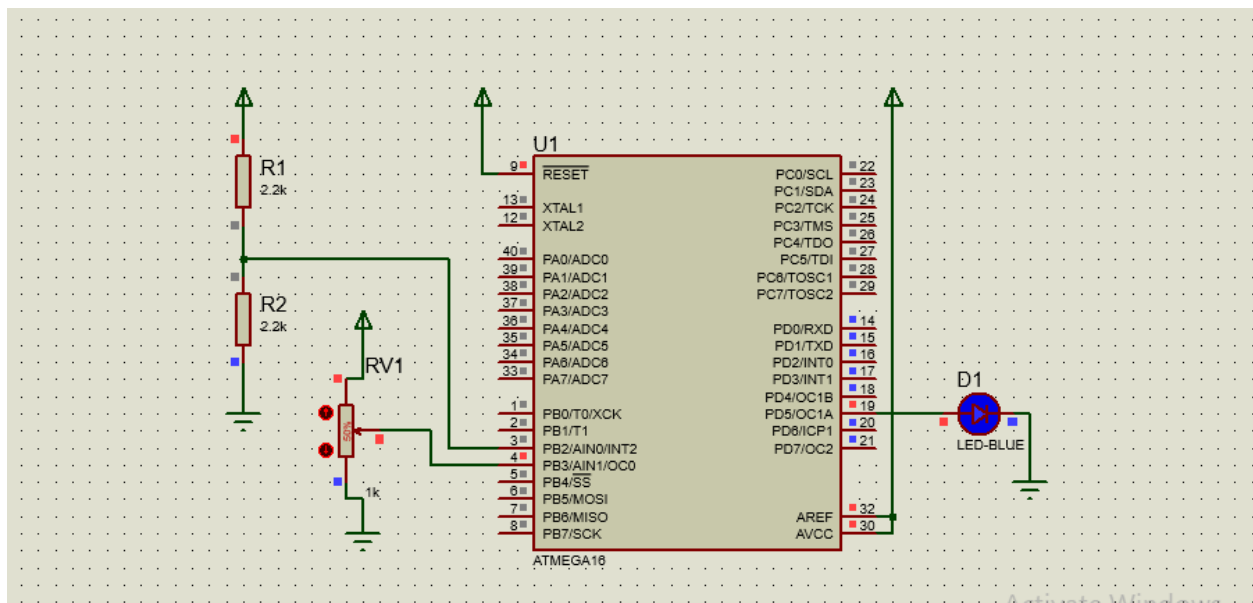 R1
2.2k
R2
2.2k
RV1
50%
1k
U1
9 RESET
13 XTAL1
12 XTAL2
40 PA0/ADC0
39 PA1/ADC1
38 PA2/ADC2
37 PA3/ADC3
36 PA4/ADC4
35 PA5/ADC5
34 PA6/ADC6
33 PA7/ADC7
1 PB0/T0/XCK
2 PB1/T1
3 PB2/AIN0/INT2
4 PB3/AIN1/OC0
5 PB4/SS
6 PB5/MOSI
7 PB6/MISO
8 PB7/SCK
PC0/SCL 22
PC1/SDA 23
PC2/TCK 24
PC3/TMS 25
PC4/TDO 26
PC5/TDI 27
PC6/TOSC1 28
PC7/TOSC2 29
PD0/RXD 14
PD1/TXD 15
PD2/INT0 16
PD3/INT1 17
PD4/OC1B 18
PD5/OC1A 19
PD6/ICP1 20
PD7/OC2 21
AREF 32
AVCC 30
ATMEGA16
D1
LED-BLUE
Activate Windows